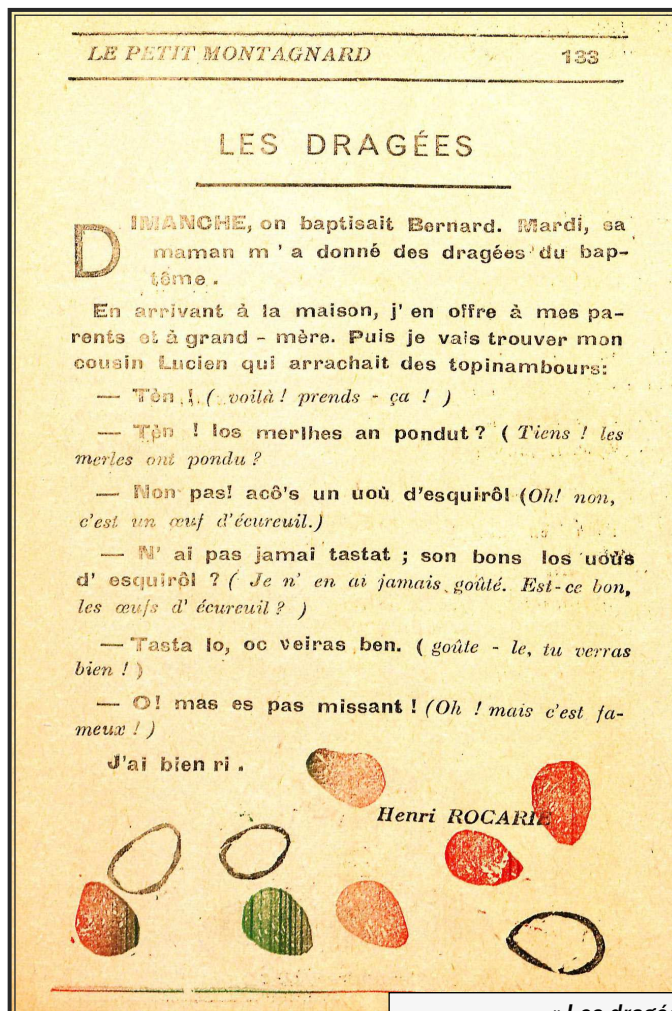 LE PETIT MONTAGNARD 133
LES DRAGÉES
DIMANCHE, on baptisait Bernard. Mardi, sa
maman m ' a donné des dragées du bap-
tême .
En arrivant à la maison, j' en offre à mes pa-
rents et à grand - mère. Puis je vais trouver mon
cousin Lucien qui arrachait des topinambours:
— Tèn ! ( voilà ! prends - ça ! )
— Tèn ! los merlhes an pondut ? ( Tiens ! les
merles ont pondu ?
— Non pas! acô's un uoù d'esquirôl (Oh! non,
c'est un œuf d'écureuil.)
— N' ai pas jamai tastat ; son bons los uoùs
d' esquirôl ? ( Je n' en ai jamais goûté. Est-ce bon,
les œufs d' écureuil ? )
— Tasta lo, oc veiras ben. ( goûte - le, tu verras
bien ! )
— O! mas es pas missant ! (Oh ! mais c'est fa-
meux ! )
J'ai bien ri .
Henri ROCARIE
« Les dragé